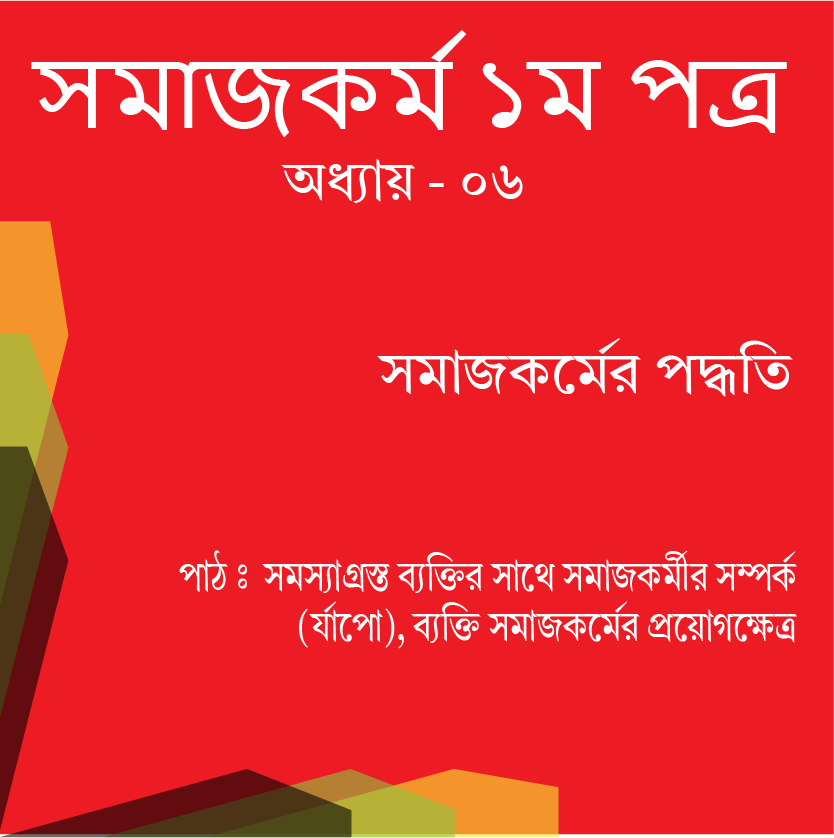 সমাজকর্ম ১ম পত্র
অধ্যায় - ০৬
সমাজকর্মের পদ্ধতি
পাঠ ঃ সমস্যাগ্রস্ত ব্যক্তির সাথে সমাজকর্মীর সম্পর্ক
(র্যাপো), ব্যক্তি সমাজকর্মের প্রয়োগক্ষেত্র